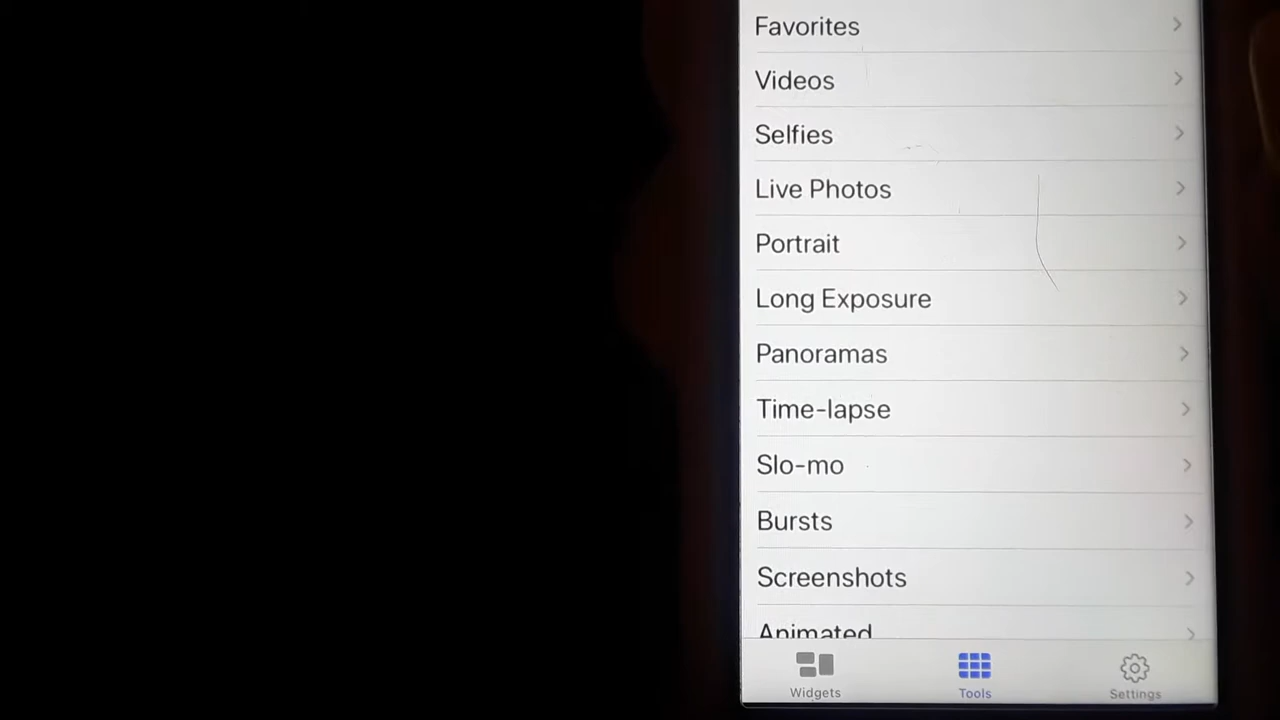 Favorites
Videos
Selfies
Live Photos
Portrait
Long Exposure
Panoramas
Time-lapse
Slo-mo
Bursts
Screenshots
Animated
Widgets
Tools
Settings